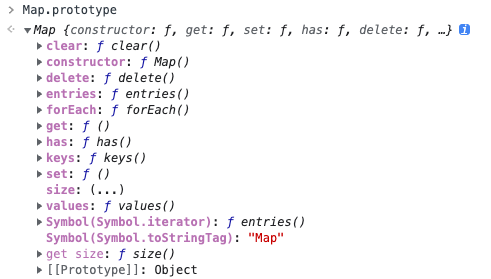 > Map.prototype
Map {constructor: ƒ, get: ƒ, set: ƒ, has: ƒ, delete: ƒ, …} i
clear: ƒ clear()
constructor: ƒ Map()
delete: ƒ delete()
entries: ƒ entries()
forEach: ƒ forEach()
get: ƒ ()
has: ƒ has()
keys: ƒ keys()
set: ƒ ()
size: (...)
values: ƒ values()
Symbol(Symbol.iterator): ƒ entries()
Symbol(Symbol.toStringTag): "Map"
get size: ƒ size()
[[Prototype]]: Object